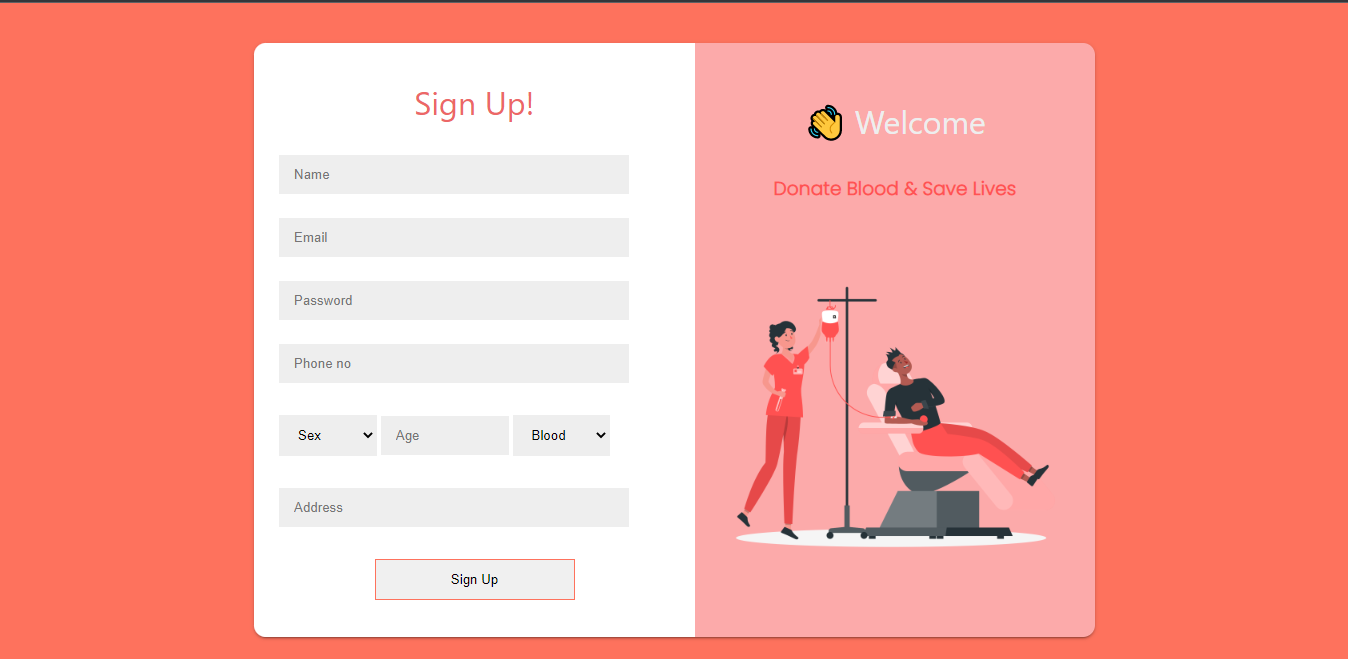 Sign Up!
Name
Email
Password
Phone no
Sex Age Blood
Address
Sign Up
👋 Welcome
Donate Blood & Save Lives